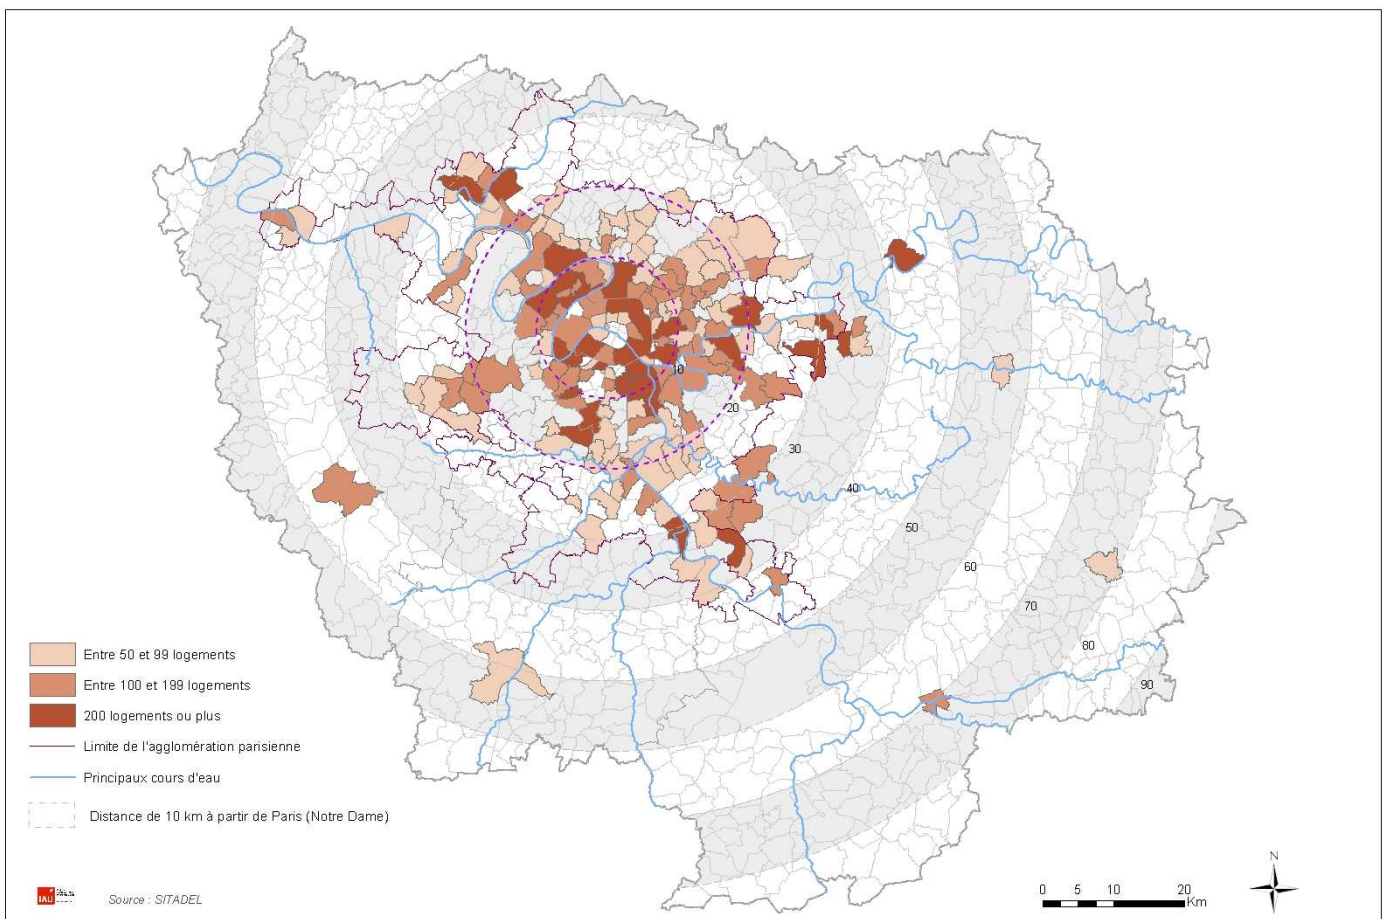 10
20
30
40
50
60
70
80
90
Entre 50 et 99 logements
Entre 100 et 199 logements
200 logements ou plus
Limite de l'agglomération parisienne
Principaux cours d'eau
Distance de 10 km à partir de Paris (Notre Dame)
IAU
Source : SITADEL
N
0 5 10 20
Km